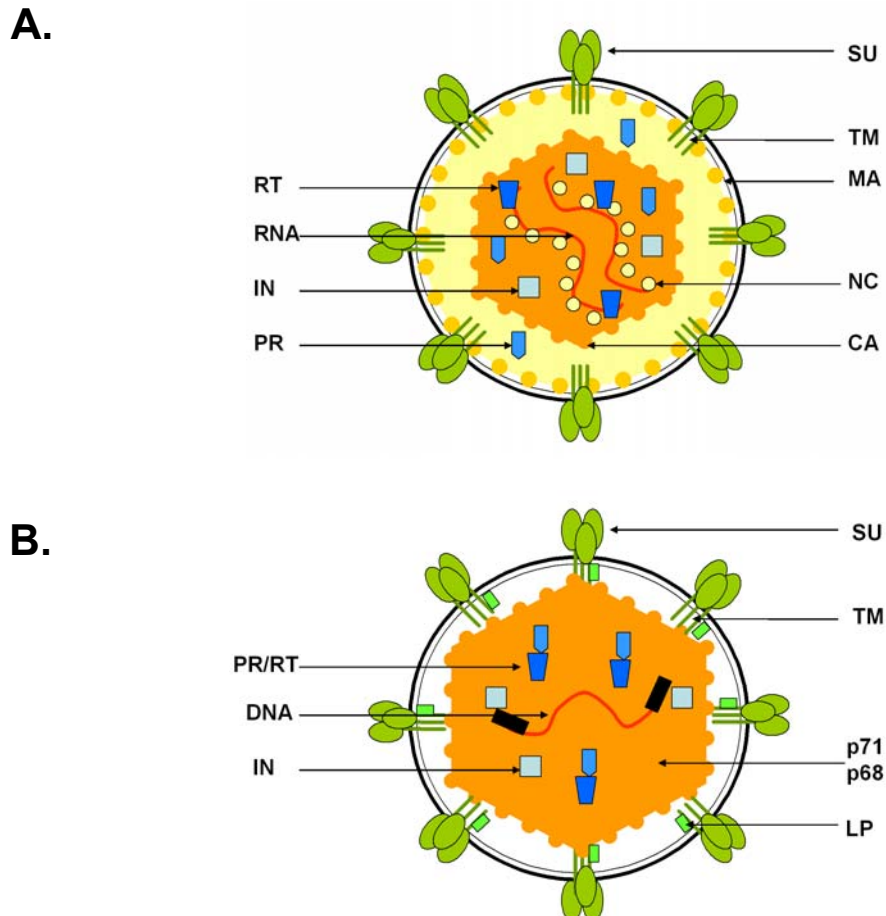 A.
SU
TM
MA
RT
RNA
IN
NC
PR
CA
B.
SU
TM
PR/RT
DNA
IN
p71
p68
LP